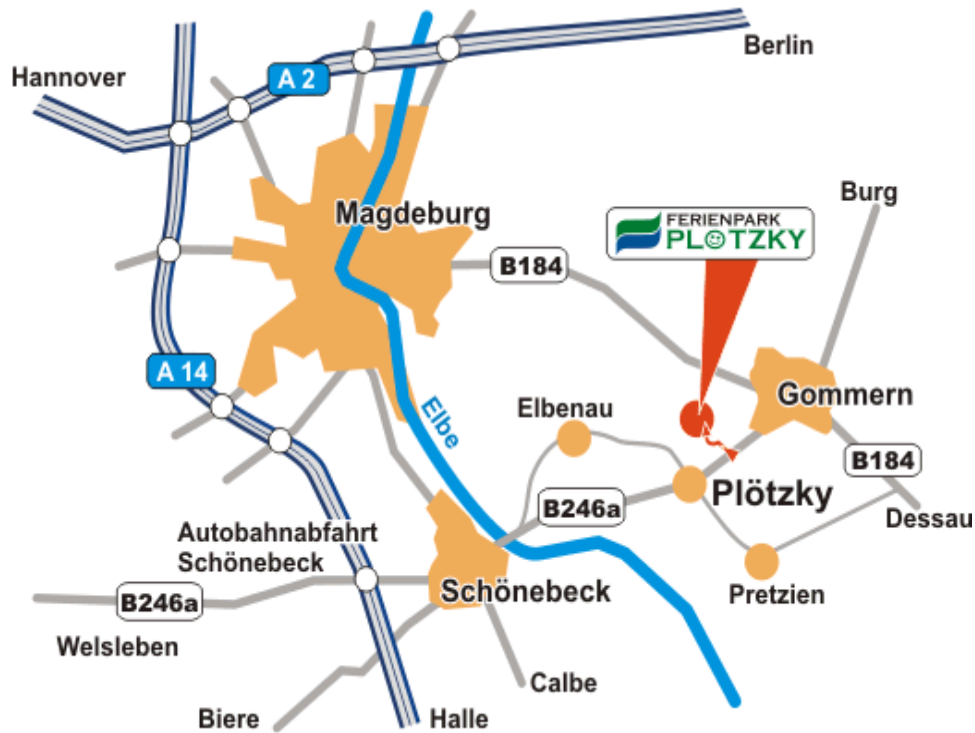 Berlin
Hannover
A 2
Burg
Magdeburg
FERIENPARK
PLOTZKY
B184
A 14
Gommern
Elbe
Elbenau
B184
Plötzky
B246a
Dessau
Autobahnabfahrt
Schönebeck
Schönebeck
Pretzien
B246a
Welsleben
Calbe
Biere
Halle